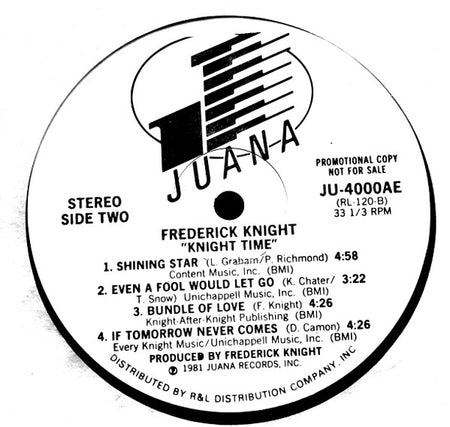 JUANA
PROMOTIONAL COPY
NOT FOR SALE
STEREO
SIDE TWO
JU-4000AE
(RL-120-B)
33 1/3 RPM
FREDERICK KNIGHT
"KNIGHT TIME"
1. SHINING STAR (L. Graham/P. Richmond) 4:58
Content Music, Inc. (BMI)
2. EVEN A FOOL WOULD LET GO (K. Chater/ 3:22
T. Snow) Unichappell Music, Inc. (BMI)
3. BUNDLE OF LOVE (F. Knight) 4:26
Knight-After-Knight Publishing (BMI)
4. IF TOMORROW NEVER COMES (D. Camon) 4:26
Every Knight Music/Unichappell Music, Inc. (BMI)
PRODUCED BY FREDERICK KNIGHT
℗ 1981 JUANA RECORDS, INC.
DISTRIBUTED BY R&L DISTRIBUTION COMPANY, INC